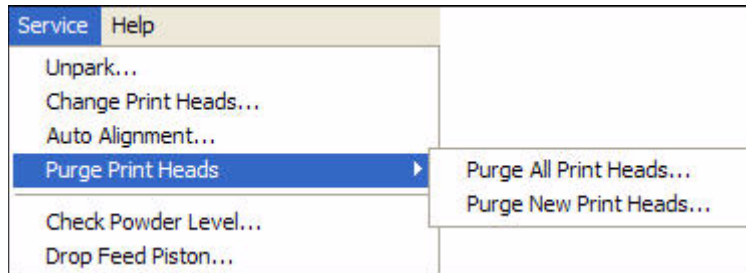 Service Help
Unpark...
Change Print Heads...
Auto Alignment...
Purge Print Heads
Purge All Print Heads...
Purge New Print Heads...
Check Powder Level...
Drop Feed Piston...